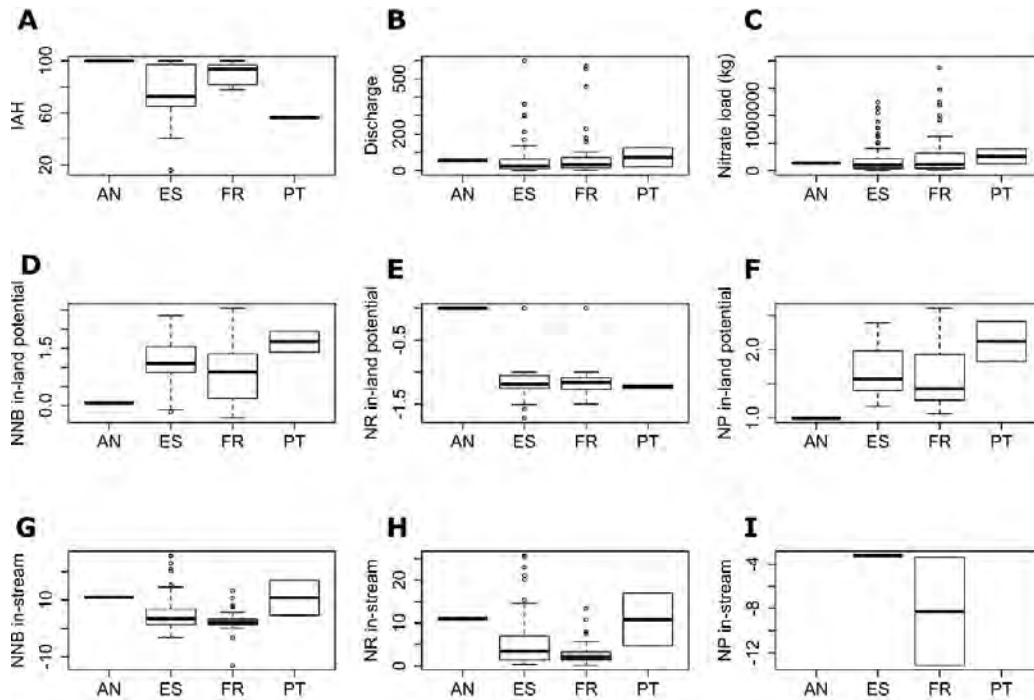 A
B
C
IAH
100
60
20
AN ES FR PT
Discharge
500
200
0
AN ES FR PT
Nitrate load (kg)
1000000
0
AN ES FR PT
D
E
F
NNB in-land potential
1.5
0.0
AN ES FR PT
NR in-land potential
-0.5
-1.5
AN ES FR PT
NP in-land potential
2.0
1.0
AN ES FR PT
G
H
I
NNB in-stream
10
-10
AN ES FR PT
NR in-stream
20
10
0
AN ES FR PT
NP in-stream
-4
-8
-12
AN ES FR PT